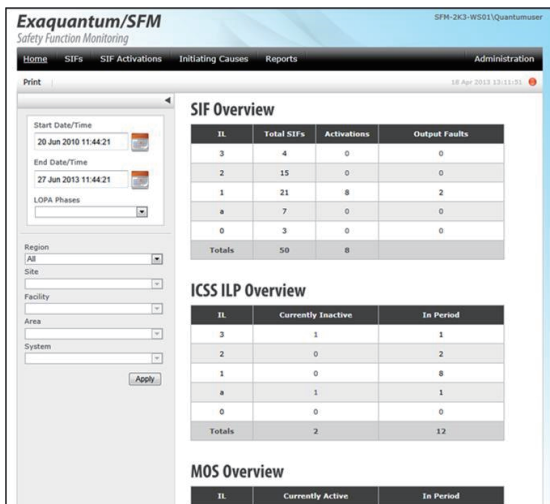 Exaquantum/SFM
Safety Function Monitoring
SFM-2K3-WS01\Quantumuser
Home SIFs SIF Activations Initiating Causes Reports Administration
Print
18 Apr 2013 13:11:51
Start Date/Time
20 Jun 2010 11:44:21
End Date/Time
27 Jun 2013 11:44:21
LOPA Phases
Region
All
Site
Facility
Area
System
Apply
SIF Overview
IL Total SIFs Activations Output Faults
3 4 0 0
2 15 0 0
1 21 8 2
a 7 0 0
0 3 0 0
Totals 50 8
ICSS ILP Overview
IL Currently Inactive In Period
3 1 1
2 0 2
1 0 8
a 1 1
0 0 0
Totals 2 12
MOS Overview
IL Currently Active In Period